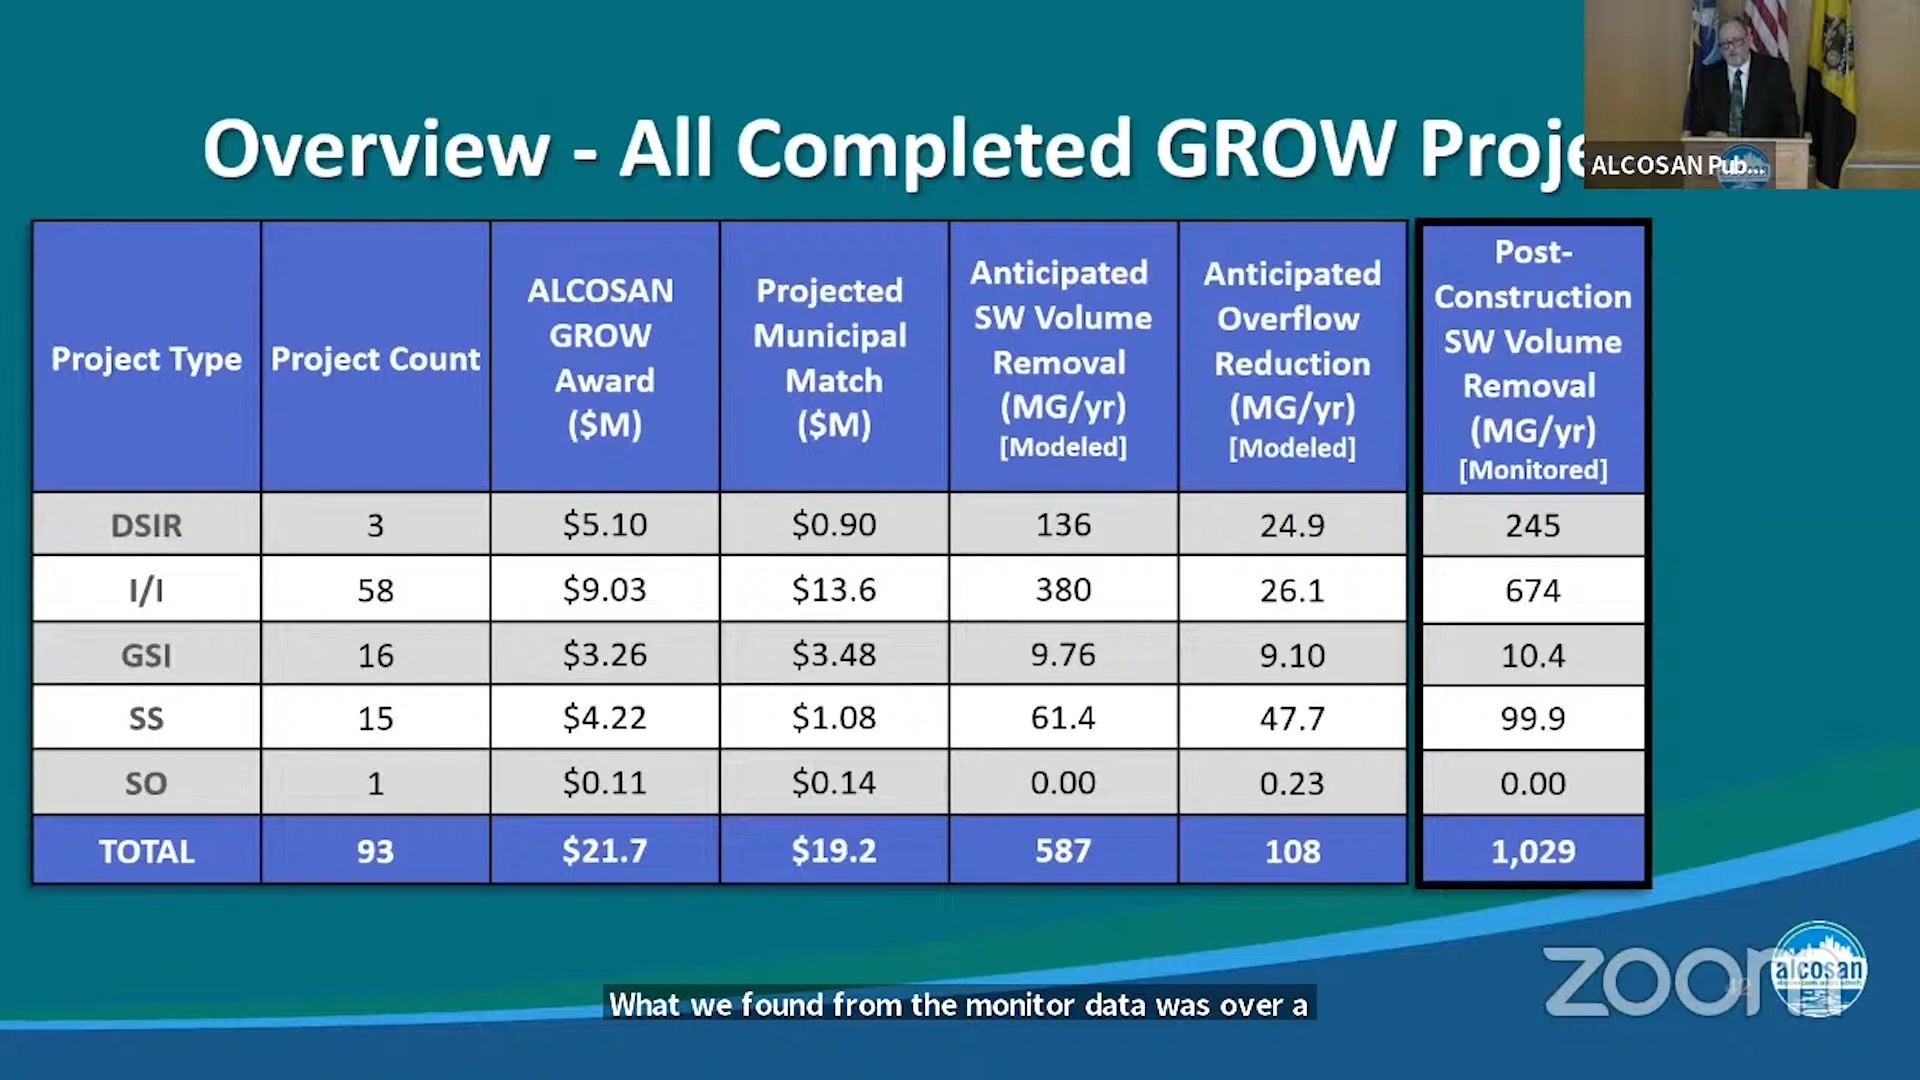 Overview - All Completed GROW Proje
ALCOSAN Pub...
Project Type
Project Count
ALCOSAN
GROW
Award
($M)
Projected
Municipal
Match
($M)
Anticipated
SW Volume
Removal
(MG/yr)
[Modeled]
Anticipated
Overflow
Reduction
(MG/yr)
[Modeled]
Post-
Construction
SW Volume
Removal
(MG/yr)
[Monitored]
DSIR 3 $5.10 $0.90 136 24.9 245
I/I 58 $9.03 $13.6 380 26.1 674
GSI 16 $3.26 $3.48 9.76 9.10 10.4
SS 15 $4.22 $1.08 61.4 47.7 99.9
SO 1 $0.11 $0.14 0.00 0.23 0.00
TOTAL 93 $21.7 $19.2 587 108 1,029
zoom
alcosan
What we found from the monitor data was over a